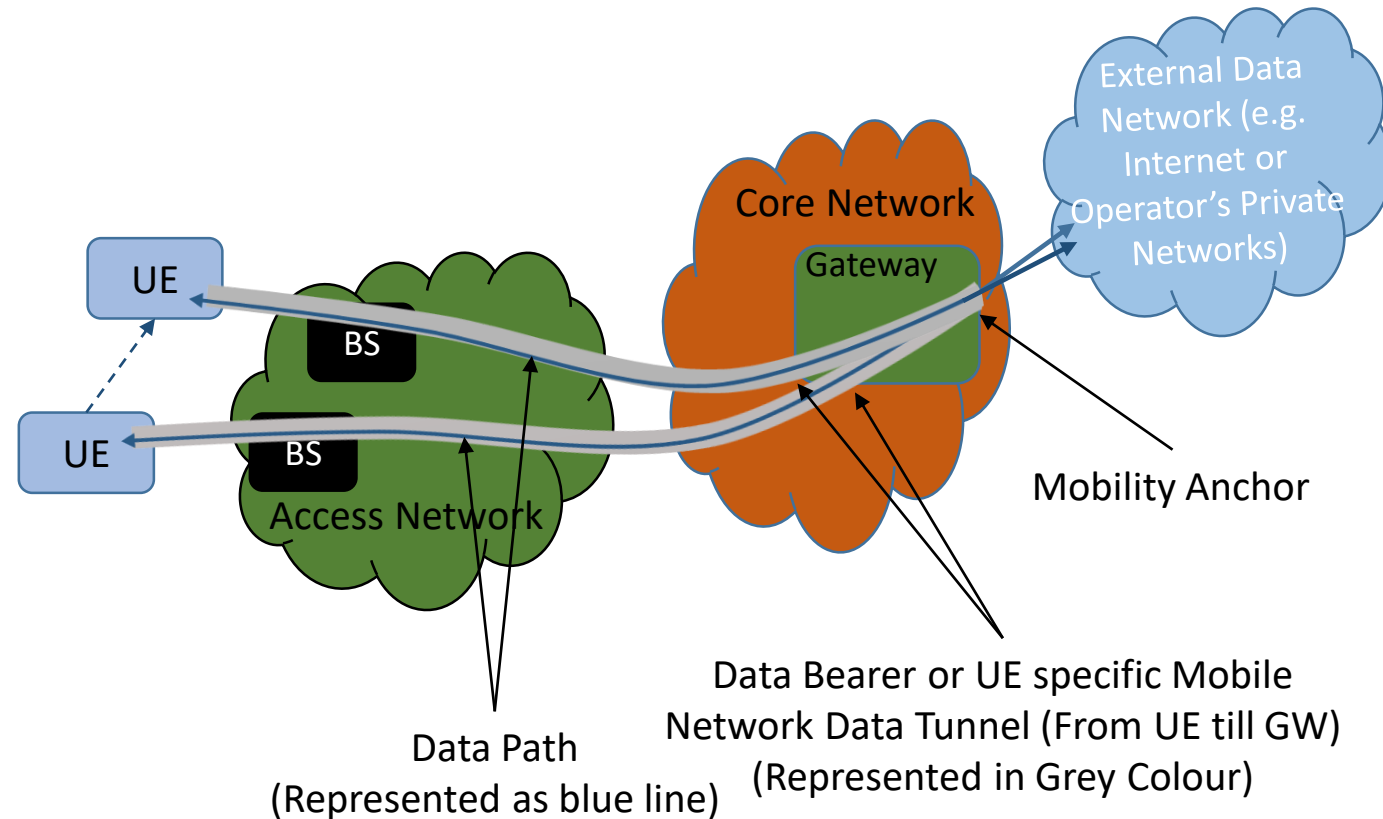 External Data
Network (e.g.
Internet or
Operator's Private
Networks)
Core Network
Gateway
UE
BS
UE
BS
Access Network
Mobility Anchor
Data Bearer or UE specific Mobile
Network Data Tunnel (From UE till GW)
(Represented in Grey Colour)
Data Path
(Represented as blue line)